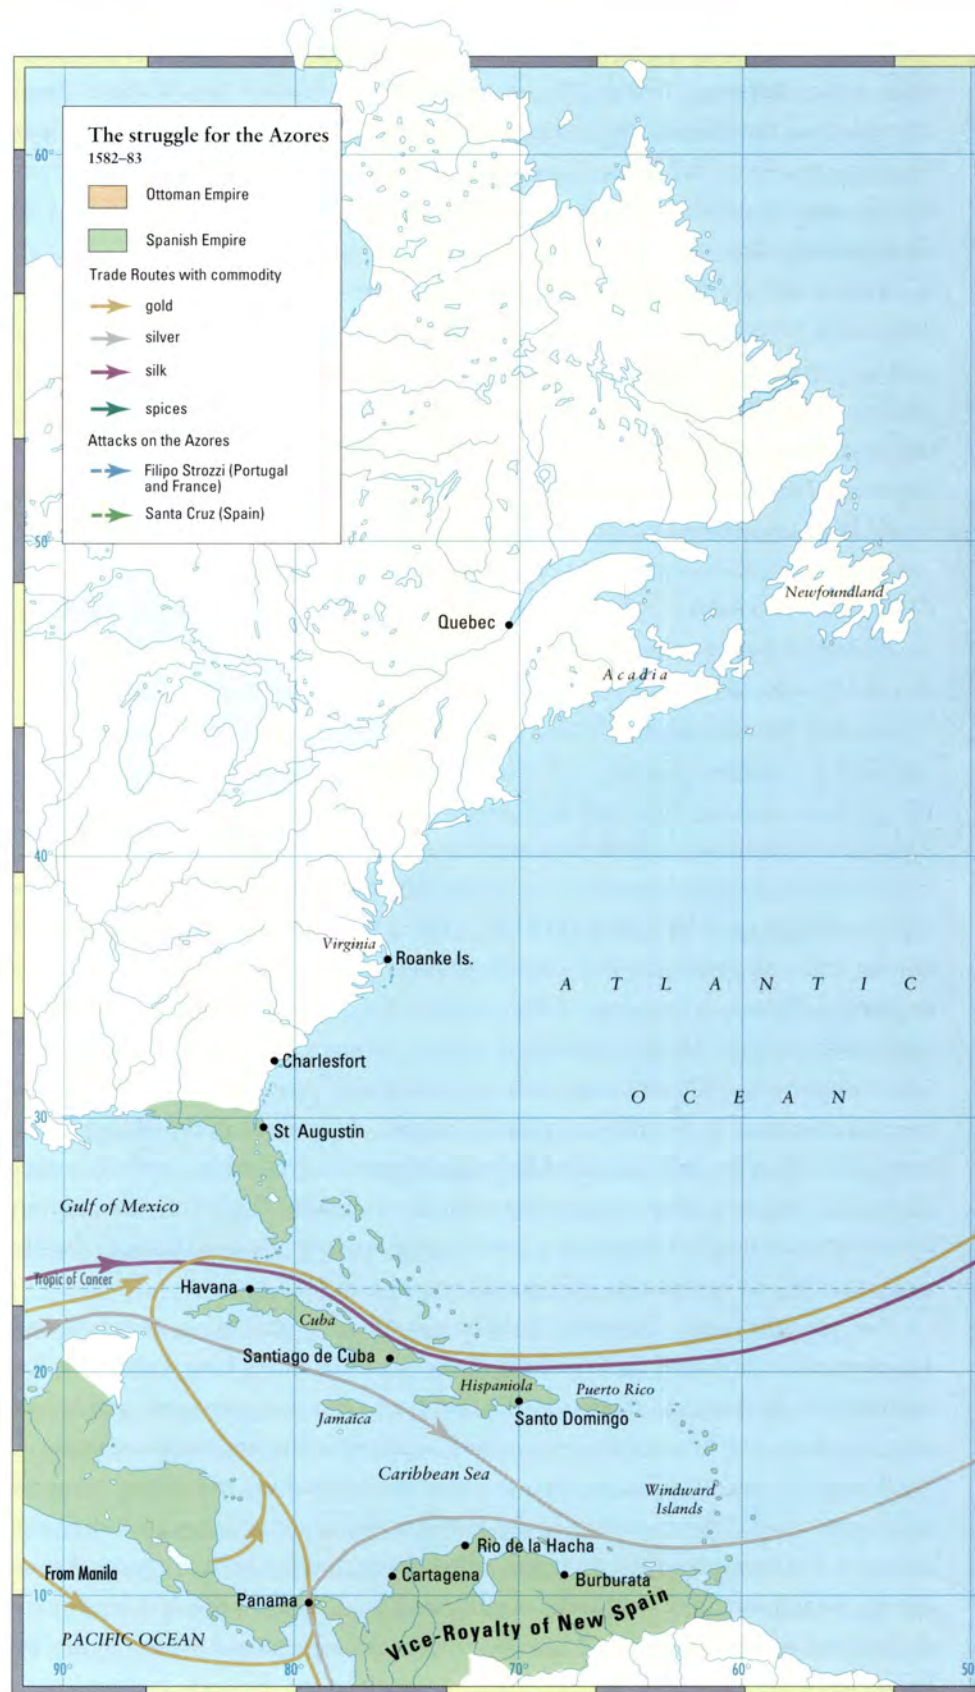 The struggle for the Azores
1582–83
Ottoman Empire
Spanish Empire
Trade Routes with commodity
gold
silver
silk
spices
Attacks on the Azores
Filipo Strozzi (Portugal
and France)
Santa Cruz (Spain)
60°
50°
Newfoundland
Quebec
Acadia
40°
Virginia
Roanke Is.
ATLANTIC
Charlesfort
OCEAN
30°
St Augustin
Gulf of Mexico
Tropic of Cancer
Havana
Cuba
Santiago de Cuba
20°
Hispaniola
Puerto Rico
Jamaica
Santo Domingo
Caribbean Sea
Windward
Islands
Rio de la Hacha
From Manila
Cartagena
Burburata
10°
Panama
Vice-Royalty of New Spain
PACIFIC OCEAN
90°
80°
70°
60°
50°